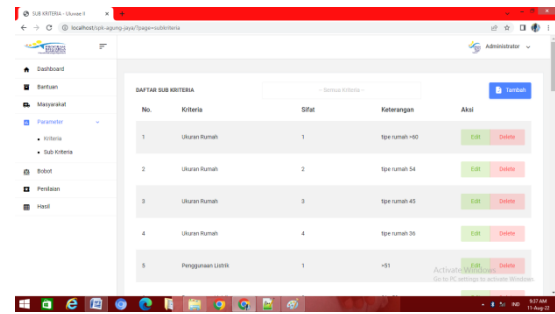 SUB KRITERIA - Uluwae II
localhost/spk-agung-jaya/?page=subkriteria
Administrator
Dashboard
Bantuan
Masyarakat
Parameter
Kriteria
Sub Kriteria
Bobot
Penilaian
Hasil
DAFTAR SUB KRITERIA
- Semua Kriteria -
Tambah
No. Kriteria Sifat Keterangan Aksi
1 Ukuran Rumah 1 tipe rumah >60 Edit Delete
2 Ukuran Rumah 2 tipe rumah 54 Edit Delete
3 Ukuran Rumah 3 tipe rumah 45 Edit Delete
4 Ukuran Rumah 4 tipe rumah 36 Edit Delete
5 Penggunaan Listrik 1 Edit Delete
Activate Windows
Go to PC settings to activate Windows.
IND
9:37 AM
11-Aug-22